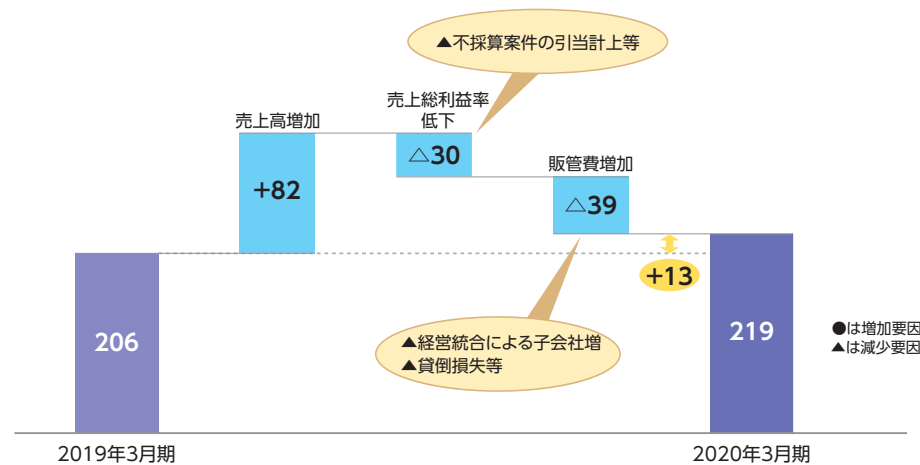 ▲不採算案件の引当計上等
売上総利益率
低下
売上高増加
△30
販管費増加
+82
△39
+13
206
219
●は増加要因
▲は減少要因
▲経営統合による子会社増
▲貸倒損失等
2019年3月期
2020年3月期